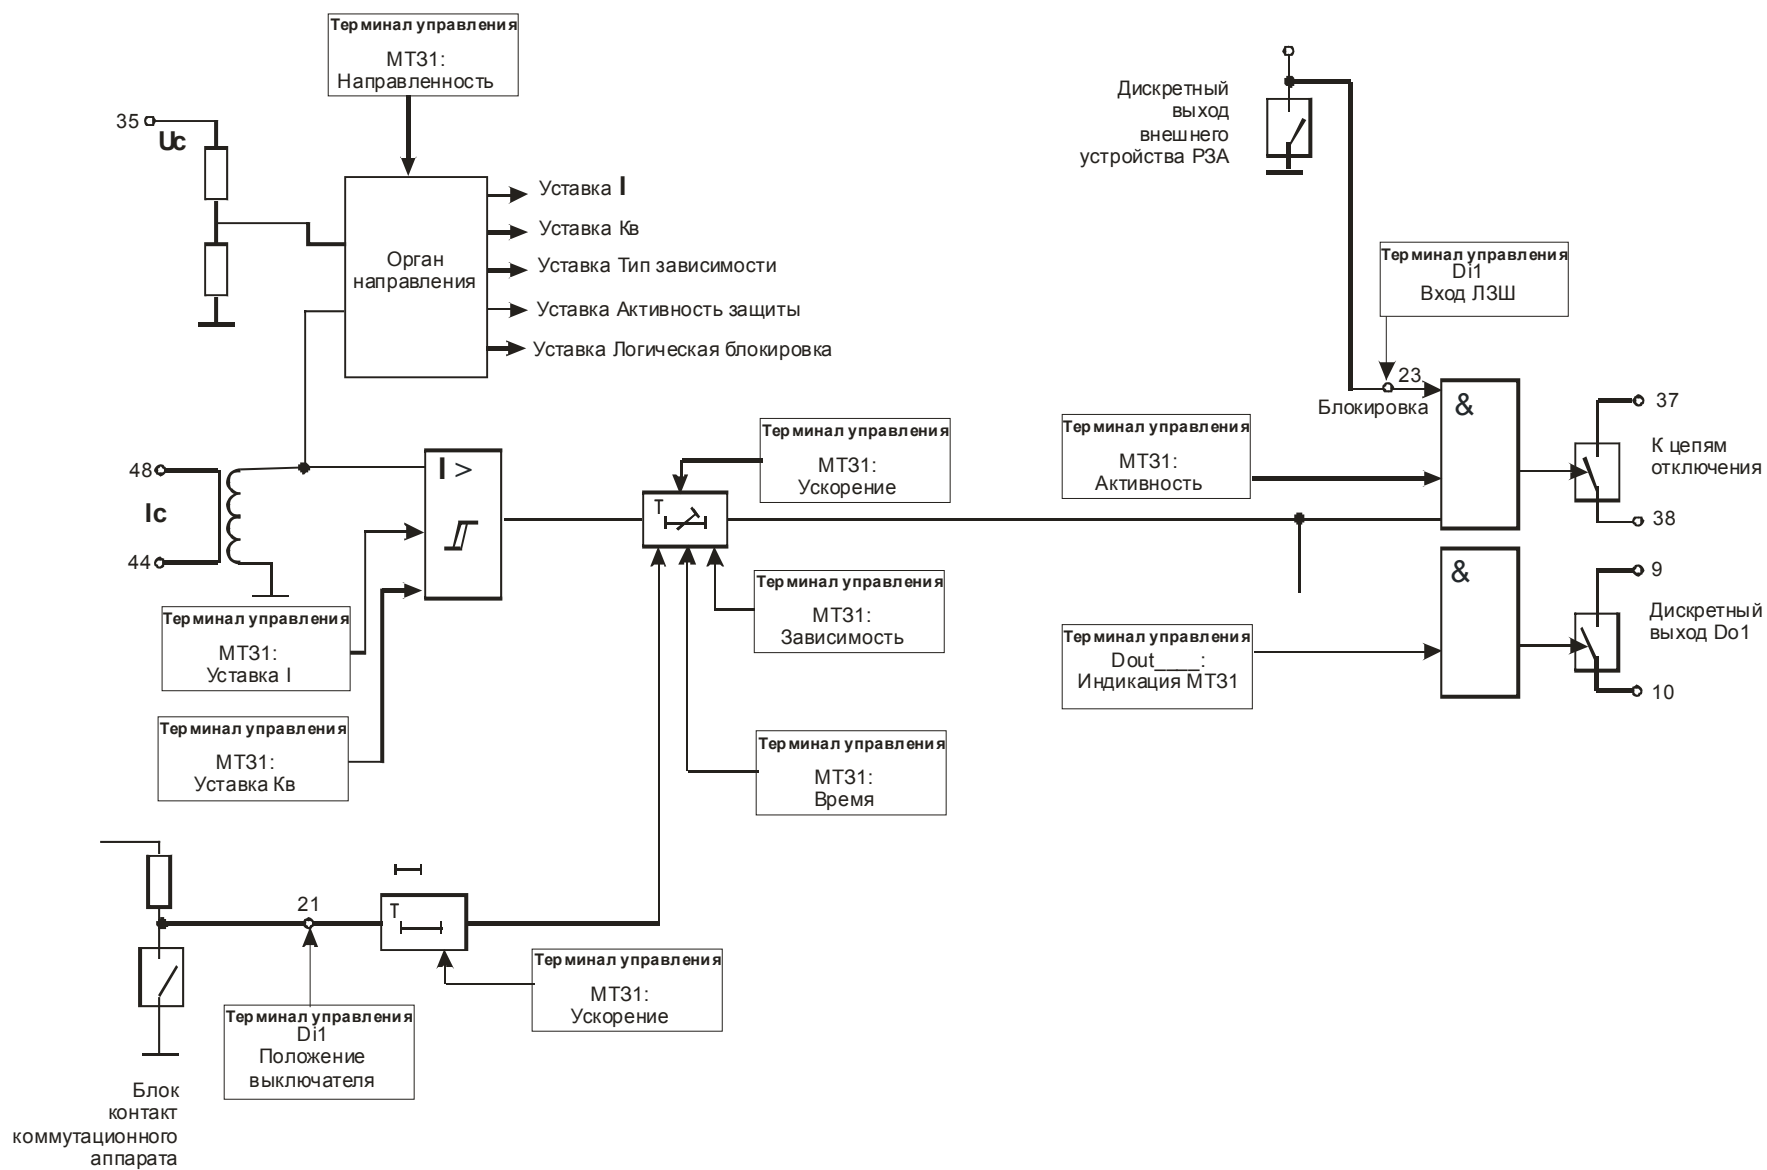 Терминал управления
МТЗ1:
Направленность
35
Uc
Орган
направления
Уставка I
Уставка Кв
Уставка Тип зависимости
Уставка Активность защиты
Уставка Логическая блокировка
Дискретный
выход
внешнего
устройства РЗА
Терминал управления
Di1
Вход ЛЗШ
23
Блокировка
&
37
К цепям
отключения
38
48
Ic
44
I >
Терминал управления
МТЗ1:
Ускорение
T
Терминал управления
МТЗ1:
Активность
Терминал управления
МТЗ1:
Зависимость
&
9
Дискретный
выход Do1
10
Терминал управления
Dout____:
Индикация МТЗ1
Терминал управления
МТЗ1:
Уставка I
Терминал управления
МТЗ1:
Уставка Кв
Терминал управления
МТЗ1:
Время
21
T
Терминал управления
МТЗ1:
Ускорение
Терминал управления
Di1
Положение
выключателя
Блок
контакт
коммутационного
аппарата